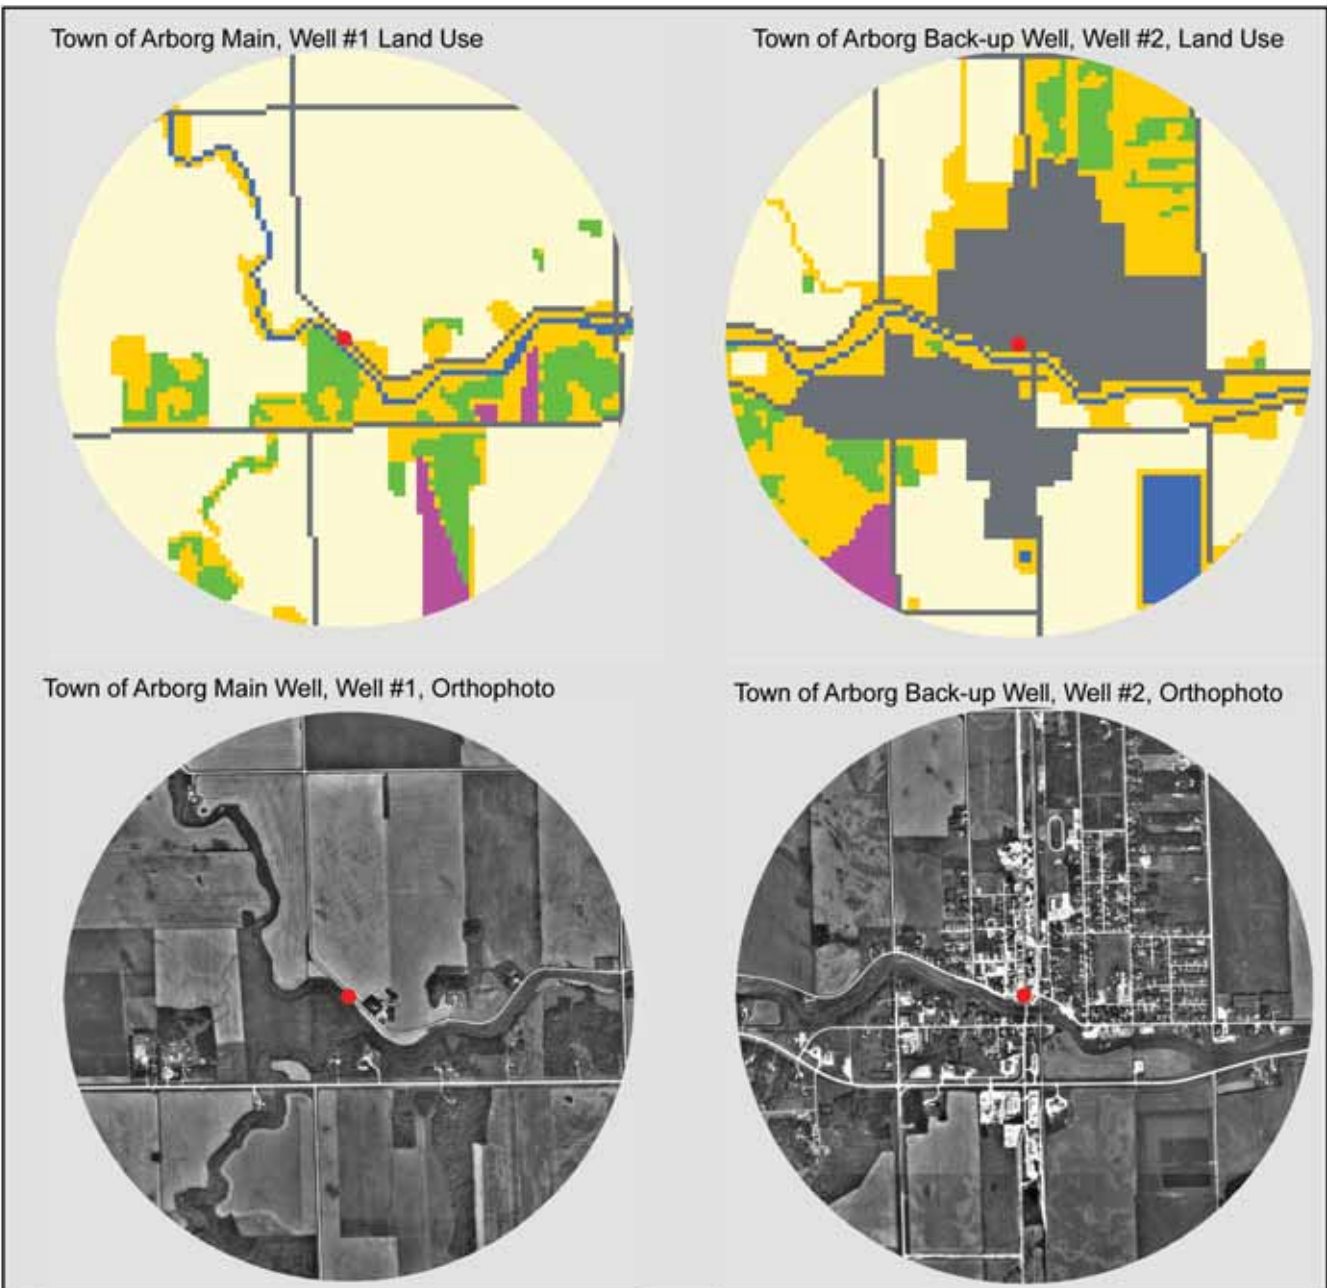 Town of Arborg Main, Well #1 Land Use
Town of Arborg Back-up Well, Well #2, Land Use
Town of Arborg Main Well, Well #1, Orthophoto
Town of Arborg Back-up Well, Well #2, Orthophoto